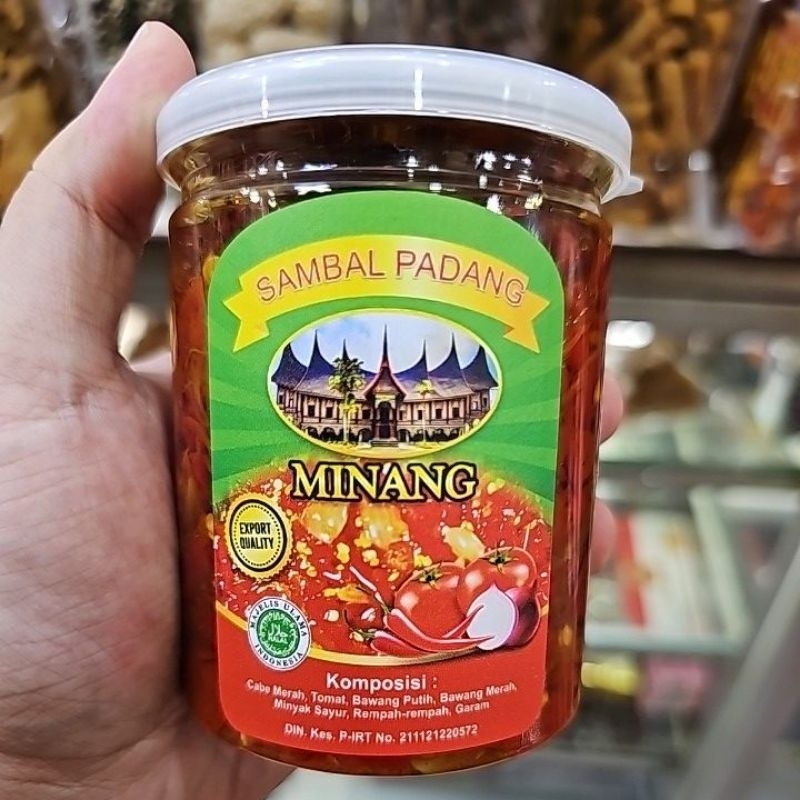 SAMBAL PADANG
MINANG
EXPORT
QUALITY
MAJELIS ULAMA
HALAL
INDONESIA
Komposisi :
Cabe Merah, Tomat, Bawang Putih, Bawang Merah,
Minyak Sayur, Rempah-rempah, Garam
DIN. Kes. P-IRT No. 211121220572